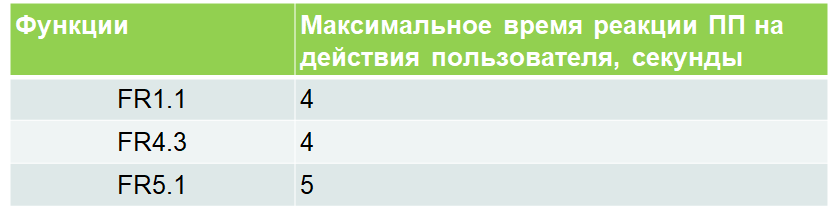 Функции Максимальное время реакции ПП на
действия пользователя, секунды
FR1.1 4
FR4.3 4
FR5.1 5